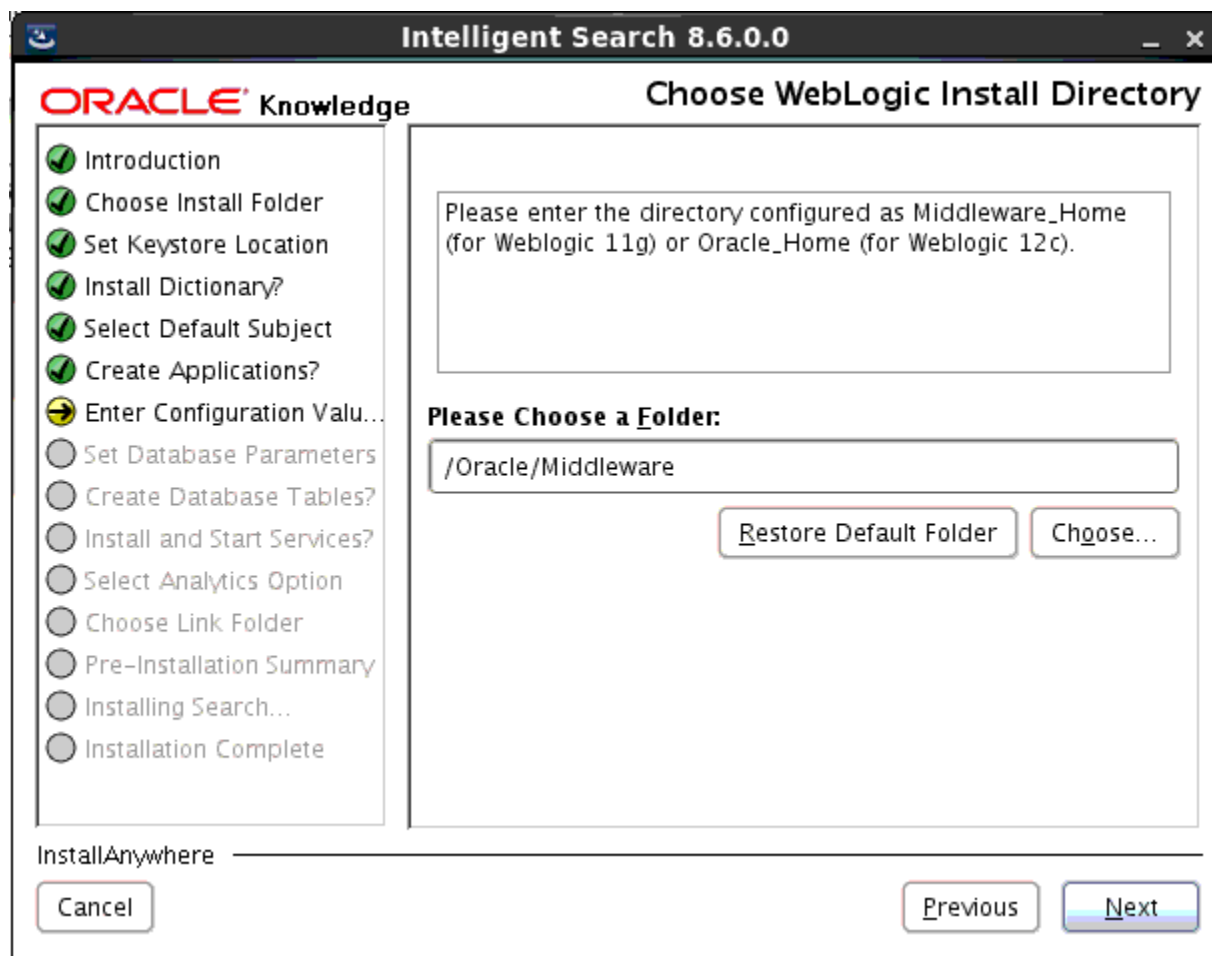 Intelligent Search 8.6.0.0
ORACLE Knowledge
Choose WebLogic Install Directory
Introduction
Choose Install Folder
Set Keystore Location
Install Dictionary?
Select Default Subject
Create Applications?
Enter Configuration Valu...
Set Database Parameters
Create Database Tables?
Install and Start Services?
Select Analytics Option
Choose Link Folder
Pre-Installation Summary
Installing Search...
Installation Complete
Please enter the directory configured as Middleware_Home
(for Weblogic 11g) or Oracle_Home (for Weblogic 12c).
Please Choose a Folder:
/Oracle/Middleware
Restore Default Folder
Choose...
InstallAnywhere
Cancel
Previous
Next